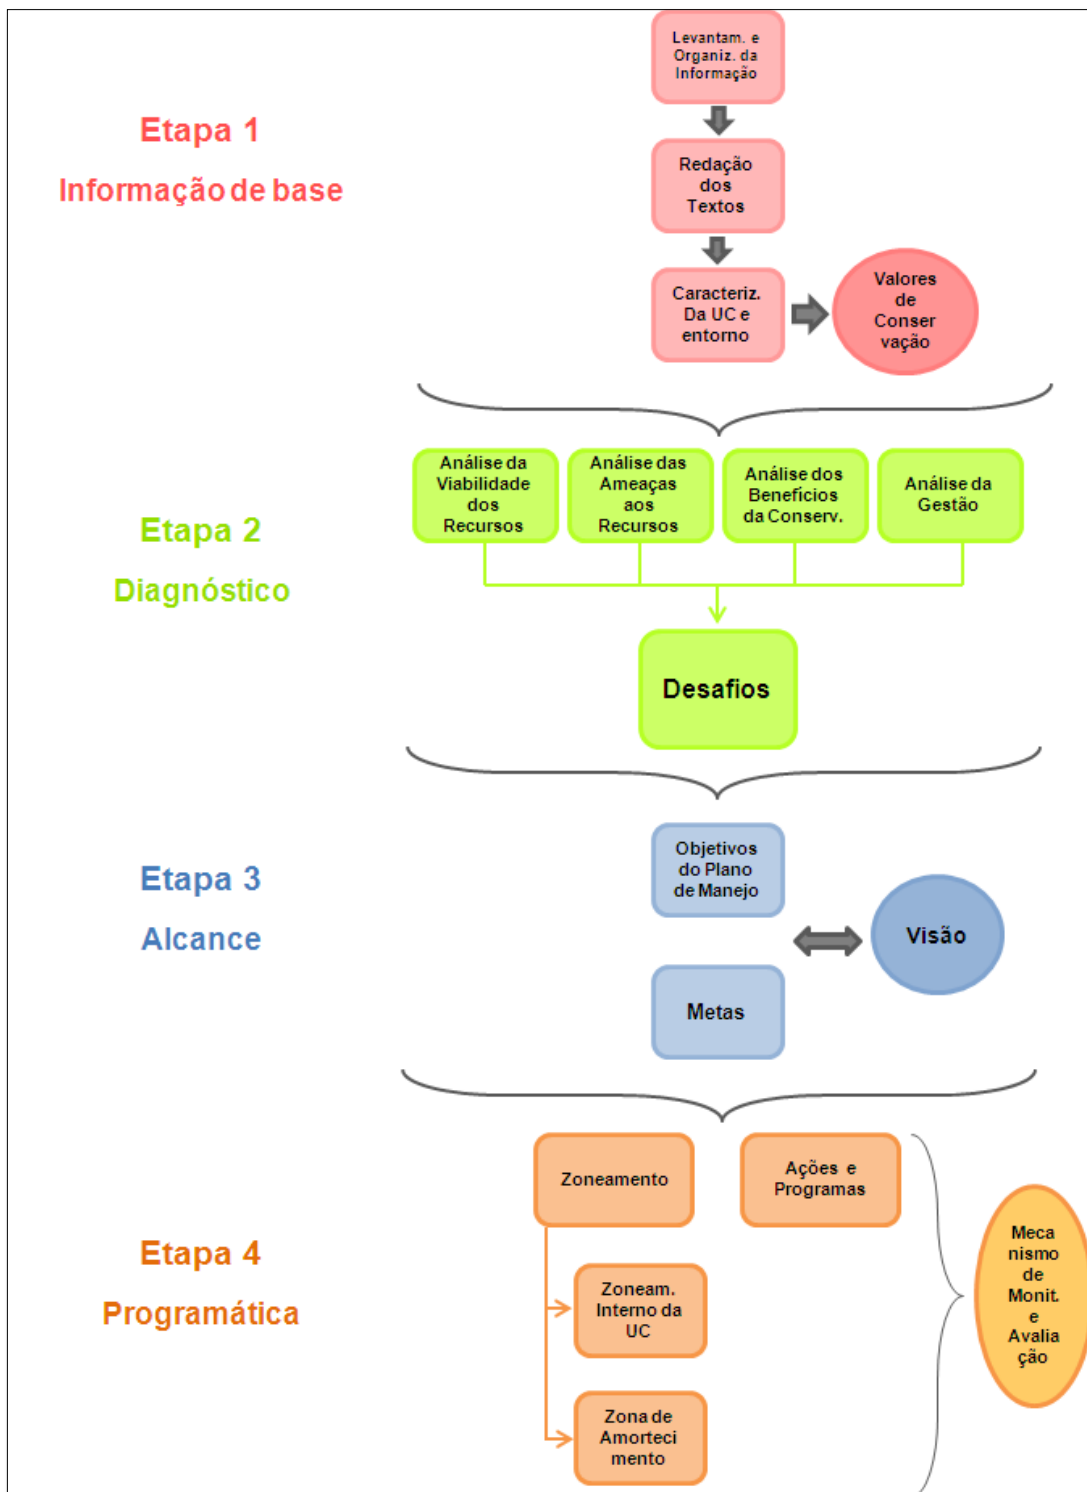 Levantam. e
Organiz. da
Informação
Etapa 1
Informação de base
Redação
dos
Textos
Caracteriz.
Da UC e
entorno
Valores
de
Conser
vação
Análise da
Viabilidade
dos
Recursos
Análise das
Ameaças
aos
Recursos
Análise dos
Benefícios
da Conserv.
Análise da
Gestão
Etapa 2
Diagnóstico
Desafios
Etapa 3
Alcance
Objetivos
do Plano
de Manejo
Visão
Metas
Zoneamento
Ações e
Programas
Etapa 4
Programática
Zoneam.
Interno da
UC
Zona de
Amorteci
mento
Meca
nismo
de
Monit.
e
Avalia
ção